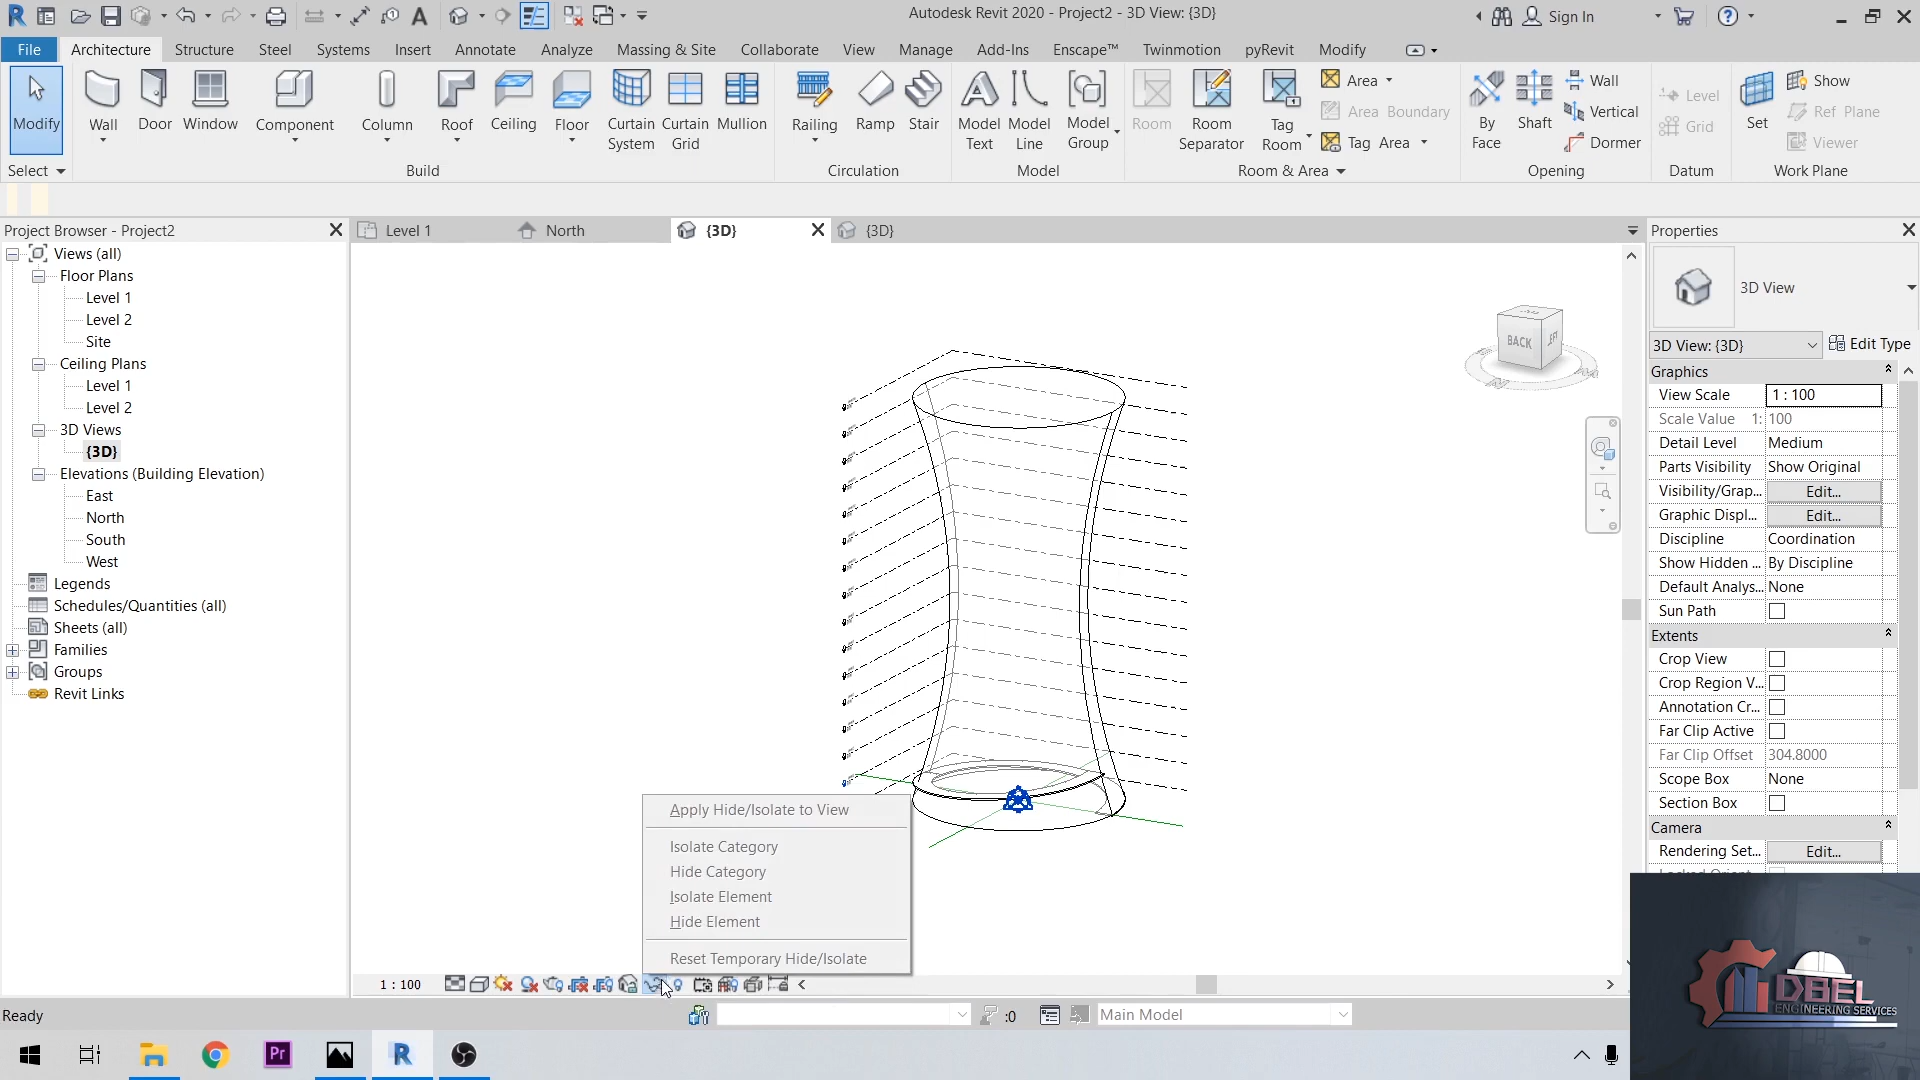 Autodesk Revit 2020 - Project2 - 3D View: {3D}
Sign In
File
Architecture
Structure
Steel
Systems
Insert
Annotate
Analyze
Massing & Site
Collaborate
View
Manage
Add-Ins
Enscape™
Twinmotion
pyRevit
Modify
Modify
Wall
Door
Window
Component
Column
Roof
Ceiling
Floor
Curtain System
Curtain Grid
Mullion
Railing
Ramp
Stair
Model Text
Model Line
Model Group
Room
Room Separator
Tag Room
Area
Area Boundary
Tag Area
By Face
Shaft
Wall
Vertical
Dormer
Level
Grid
Set
Show
Ref Plane
Viewer
Select
Build
Circulation
Model
Room & Area
Opening
Datum
Work Plane
Project Browser - Project2
Views (all)
Floor Plans
Level 1
Level 2
Site
Ceiling Plans
Level 1
Level 2
3D Views
{3D}
Elevations (Building Elevation)
East
North
South
West
Legends
Schedules/Quantities (all)
Sheets (all)
Families
Groups
Revit Links
Level 1
North
{3D}
{3D}
BACK
Apply Hide/Isolate to View
Isolate Category
Hide Category
Isolate Element
Hide Element
Reset Temporary Hide/Isolate
1 : 100
Properties
3D View
3D View: {3D}
Edit Type
Graphics
View Scale 1 : 100
Scale Value 1: 100
Detail Level Medium
Parts Visibility Show Original
Visibility/Grap... Edit...
Graphic Displ... Edit...
Discipline Coordination
Show Hidden ... By Discipline
Default Analys... None
Sun Path
Extents
Crop View
Crop Region V...
Annotation Cr...
Far Clip Active
Far Clip Offset 304.8000
Scope Box None
Section Box
Camera
Rendering Set... Edit...
Ready
:0
Main Model
DBEL
ENGINEERING SERVICES